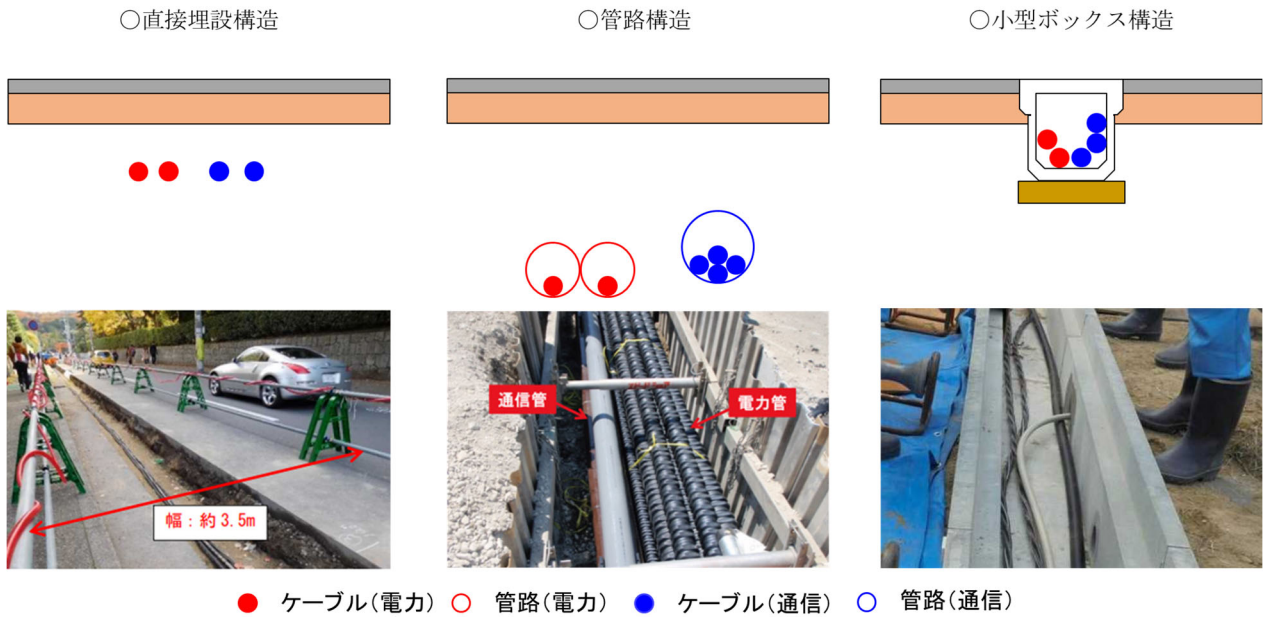 ○直接埋設構造
○管路構造
○小型ボックス構造
幅：約3.5m
通信管
電力管
ケーブル(電力)
管路(電力)
ケーブル(通信)
管路(通信)